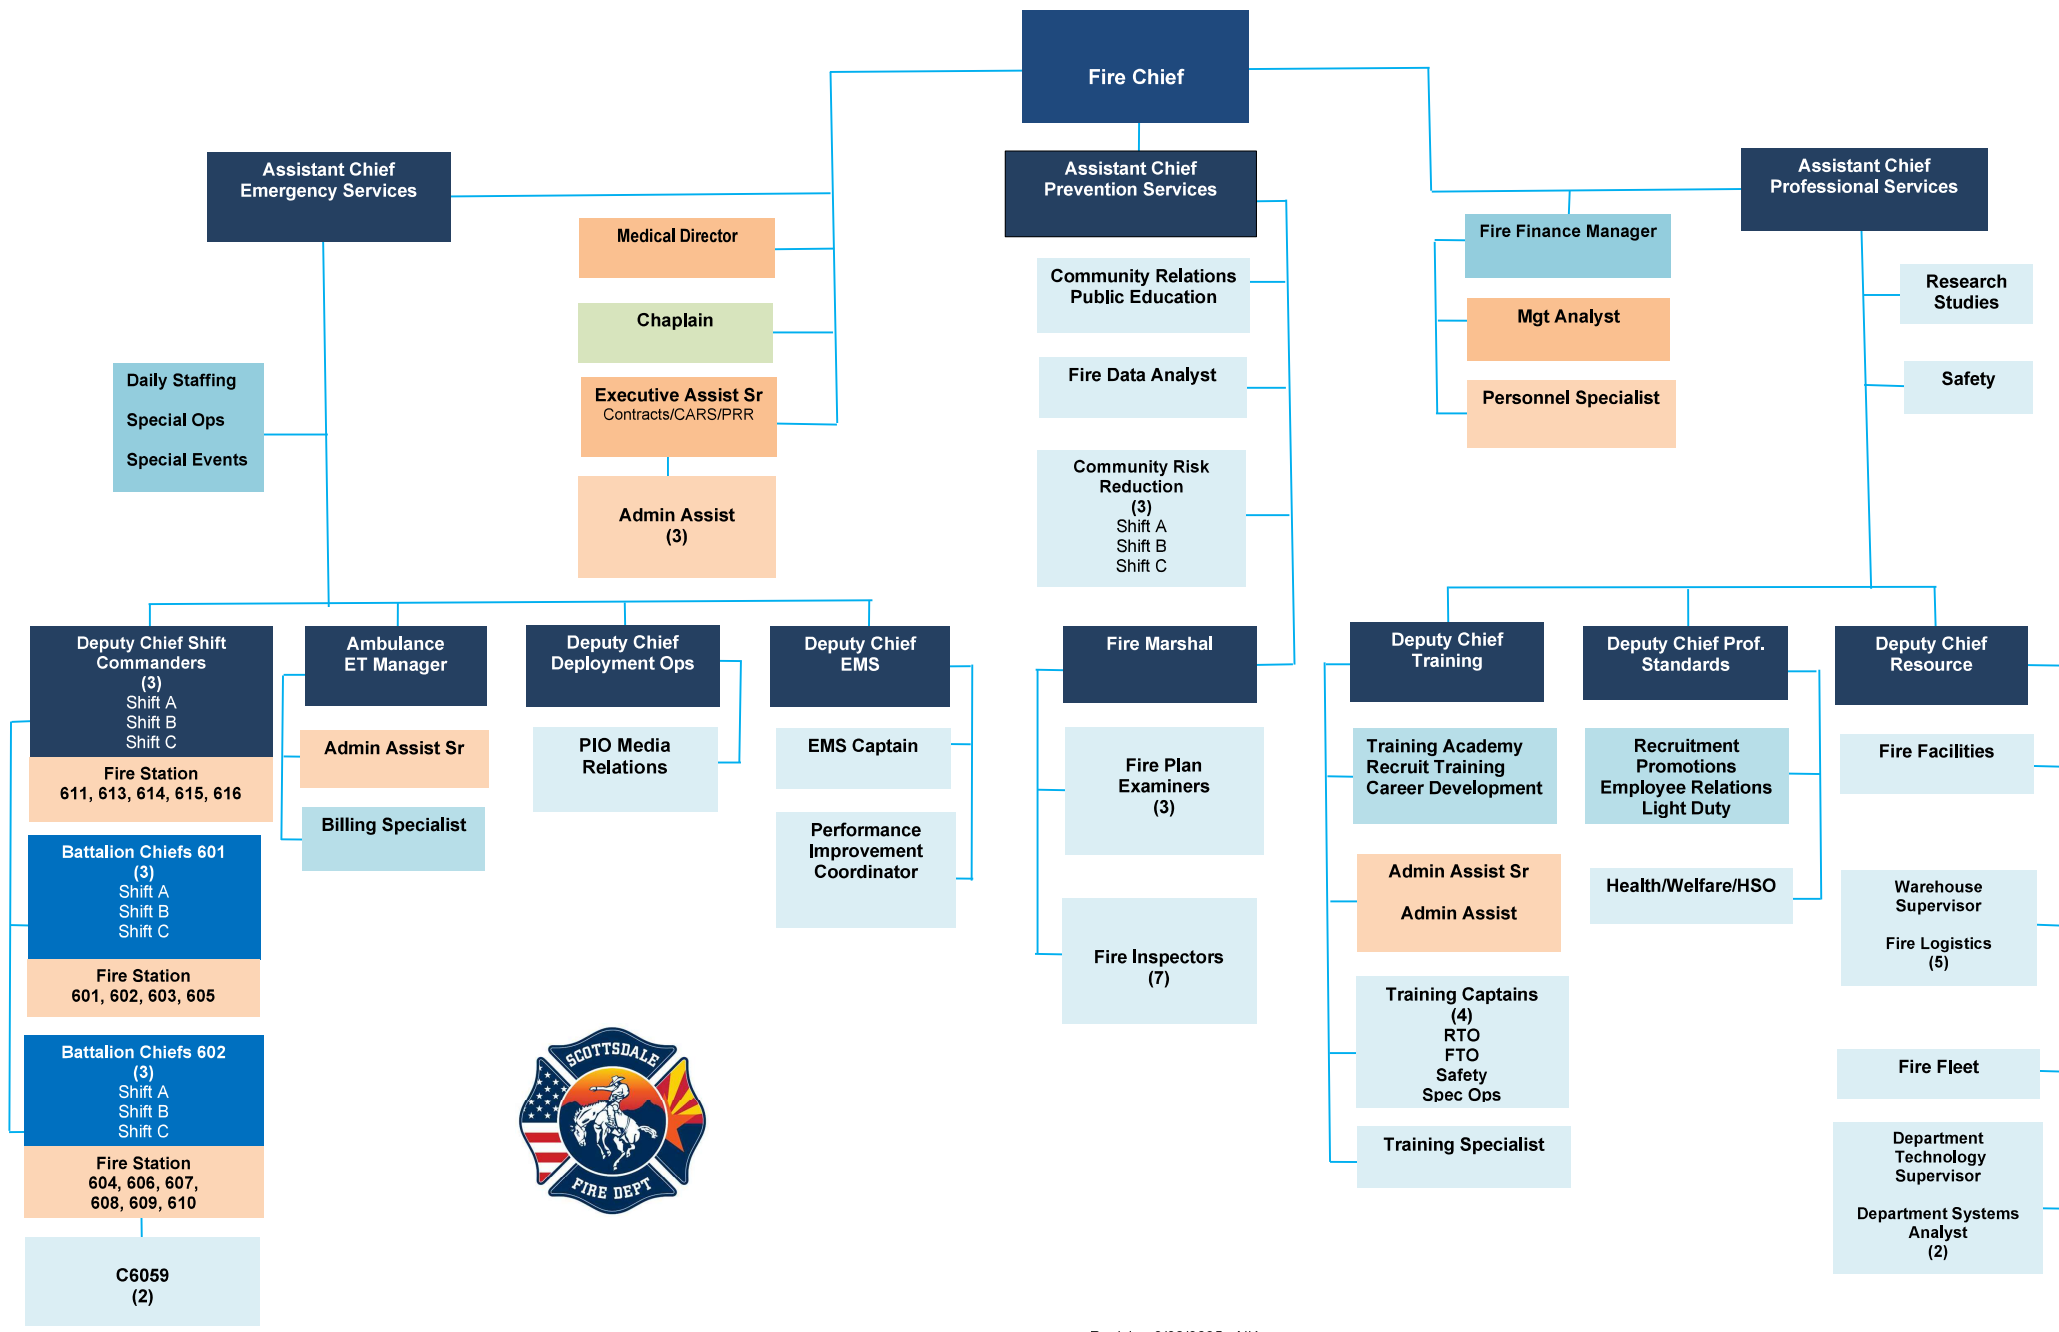 Fire Chief
Assistant Chief
Emergency Services
Assistant Chief
Prevention Services
Assistant Chief
Professional Services
Medical Director
Chaplain
Executive Assist Sr
Contracts/CARS/PRR
Admin Assist
(3)
Community Relations
Public Education
Fire Data Analyst
Community Risk
Reduction
(3)
Shift A
Shift B
Shift C
Fire Finance Manager
Mgt Analyst
Personnel Specialist
Research
Studies
Safety
Daily Staffing
Special Ops
Special Events
Deputy Chief Shift
Commanders
(3)
Shift A
Shift B
Shift C
Fire Station
611, 613, 614, 615, 616
Battalion Chiefs 601
(3)
Shift A
Shift B
Shift C
Fire Station
601, 602, 603, 605
Battalion Chiefs 602
(3)
Shift A
Shift B
Shift C
Fire Station
604, 606, 607,
608, 609, 610
C6059
(2)
Ambulance
ET Manager
Admin Assist Sr
Billing Specialist
Deputy Chief
Deployment Ops
PIO Media
Relations
Deputy Chief
EMS
EMS Captain
Performance
Improvement
Coordinator
Fire Marshal
Fire Plan
Examiners
(3)
Fire Inspectors
(7)
Deputy Chief
Training
Training Academy
Recruit Training
Career Development
Admin Assist Sr
Admin Assist
Training Captains
(4)
RTO
FTO
Safety
Spec Ops
Training Specialist
Deputy Chief Prof.
Standards
Recruitment
Promotions
Employee Relations
Light Duty
Health/Welfare/HSO
Deputy Chief
Resource
Fire Facilities
Warehouse
Supervisor
Fire Logistics
(5)
Fire Fleet
Department
Technology
Supervisor
Department Systems
Analyst
(2)
SCOTTSDALE
FIRE DEPT